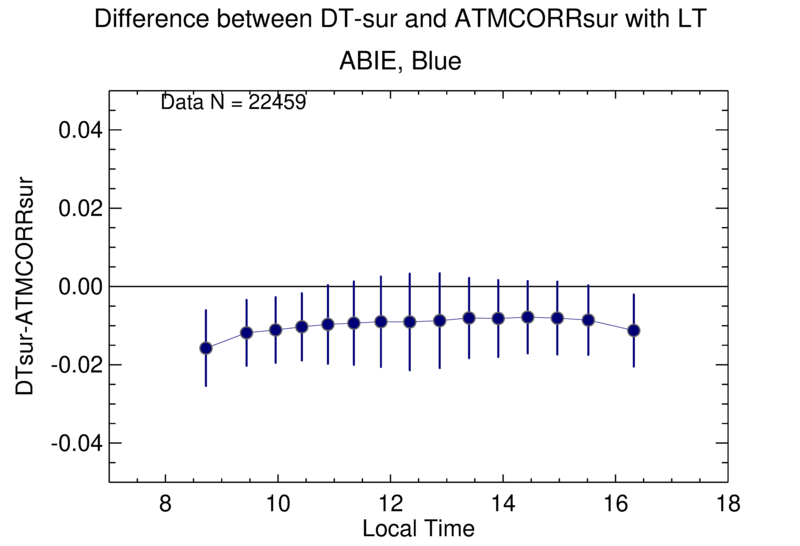 Difference between DT-sur and ATMCORRsur with LT
ABIE, Blue
Data N = 22459
0.04
0.02
0.00
-0.02
-0.04
DTsur-ATMCORRsur
8 10 12 14 16 18
Local Time